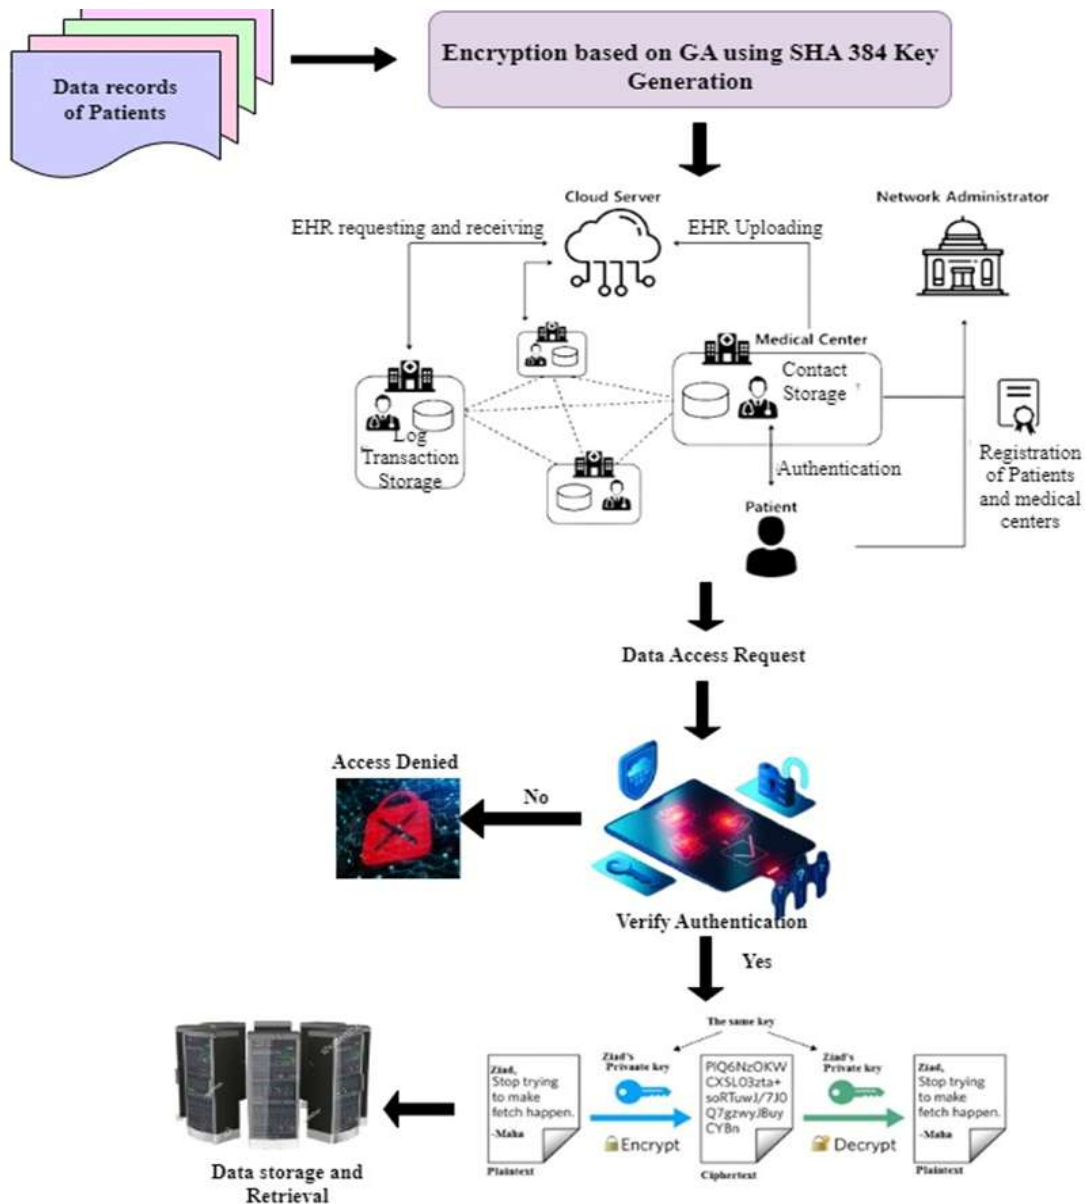 Data records
of Patients
Encryption based on GA using SHA 384 Key
Generation
Cloud Server
Network Administrator
EHR requesting and receiving
EHR Uploading
Medical Center
Contact
Storage
Log
Transaction
Storage
Authentication
Registration
of Patients
and medical
centers
Patient
Data Access Request
Access Denied
No
Verify Authentication
Yes
The same key
Ziad,
Stop trying
to make
fetch happen.
-Maha
Plaintext
Ziad's
Privaate key
Encrypt
PIQ6NzOKW
CXSL03zta+
soRTuwJ/7J0
Q7gzwyJBuy
CYBn
Ciphertext
Ziad's
Private key
Decrypt
Ziad,
Stop trying
to make
fetch happen.
-Maha
Plaintext
Data storage and
Retrieval